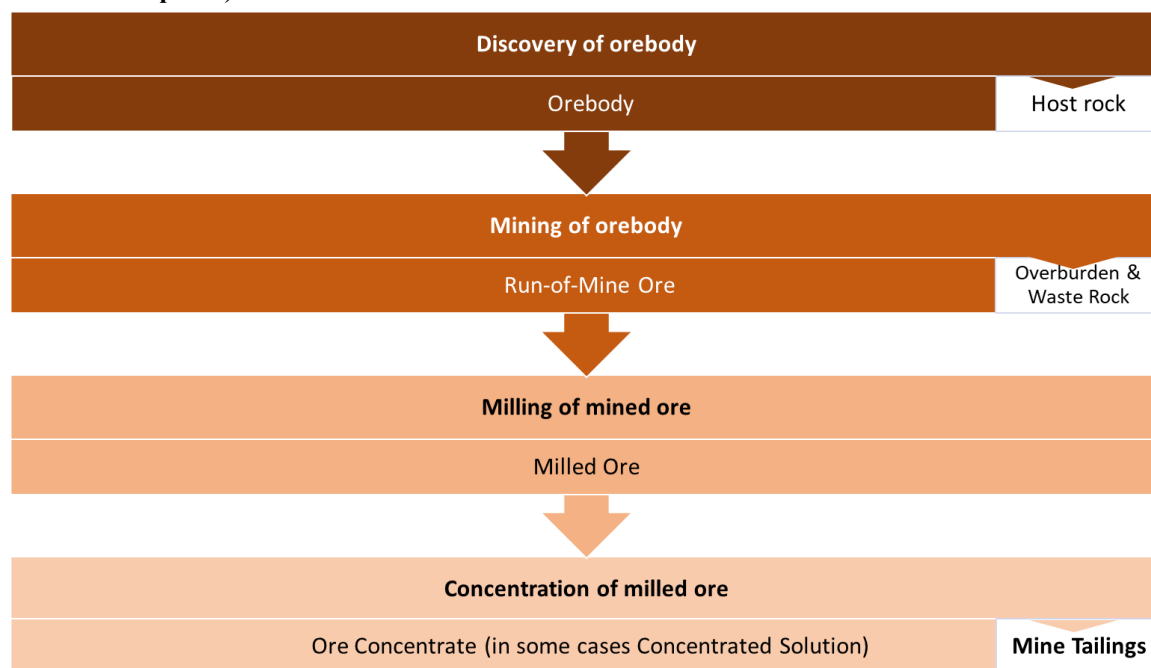 Discovery of orebody
Orebody
Host rock
Mining of orebody
Run-of-Mine Ore
Overburden &
Waste Rock
Milling of mined ore
Milled Ore
Concentration of milled ore
Ore Concentrate (in some cases Concentrated Solution)
Mine Tailings